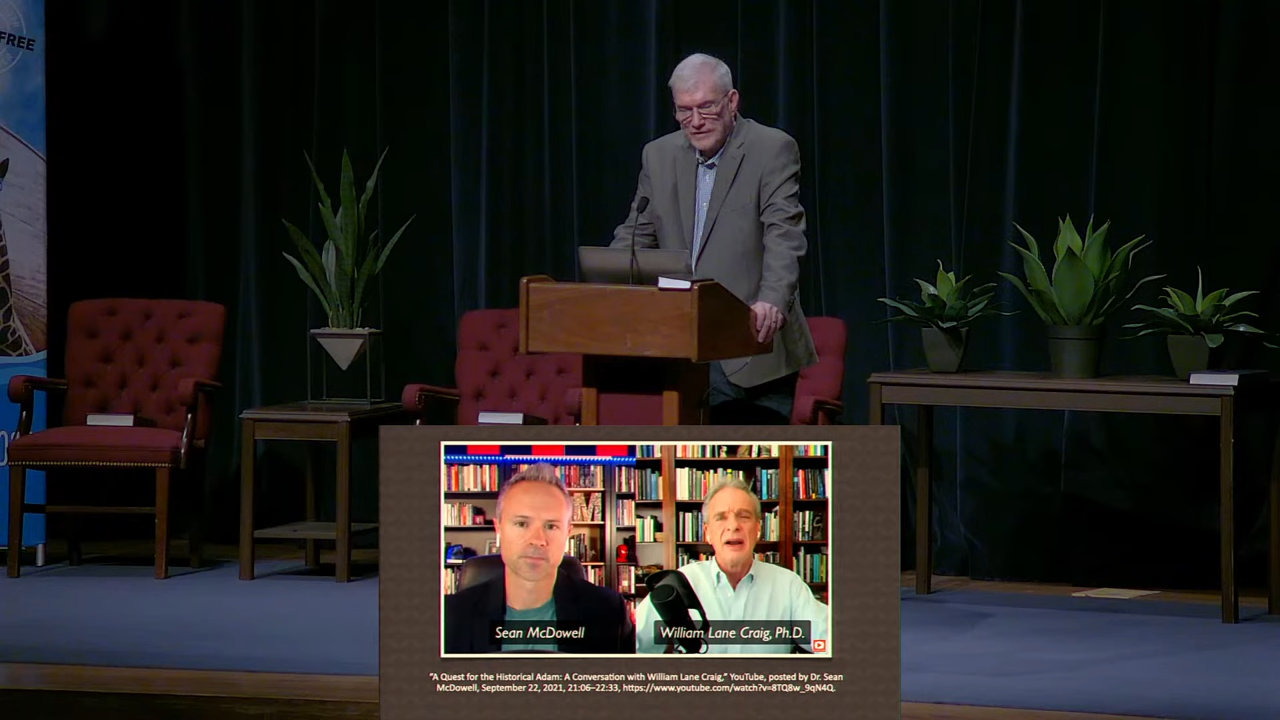 FREE
Sean McDowell
William Lane Craig, Ph.D.
"A Quest for the Historical Adam: A Conversation with William Lane Craig," YouTube, posted by Dr. Sean
McDowell, September 22, 2021, 21:06–22:33, https://www.youtube.com/watch?v=8TQ8w_9qN4Q.